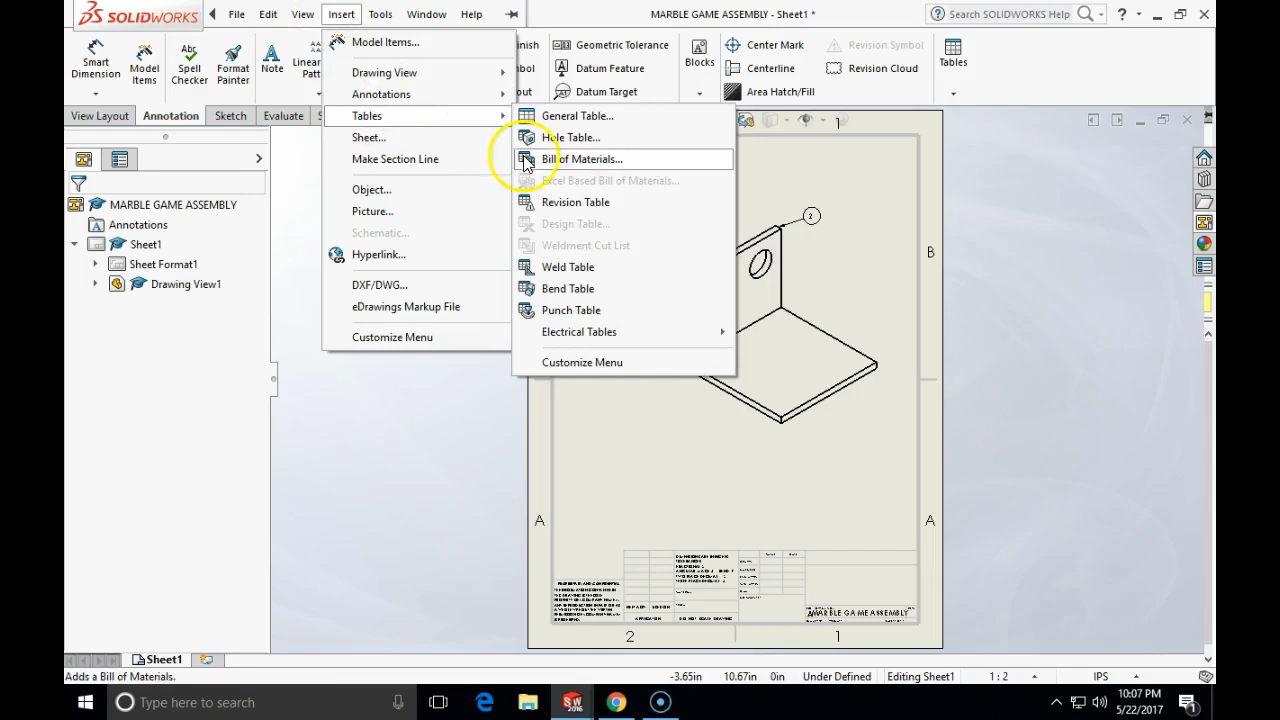 SOLIDWORKS
File Edit View Insert Tools Window Help
MARBLE GAME ASSEMBLY - Sheet1 *
Search SOLIDWORKS Help
Smart Dimension
Model Items
Spell Checker
Format Painter
Note
Geometric Tolerance
Datum Feature
Datum Target
Blocks
Center Mark
Centerline
Area Hatch/Fill
Revision Symbol
Revision Cloud
Tables
View Layout Annotation Sketch Evaluate
Model Items...
Drawing View
Annotations
Tables
Sheet...
Make Section Line
Object...
Picture...
Schematic...
Hyperlink...
DXF/DWG...
eDrawings Markup File
Customize Menu
General Table...
Hole Table...
Bill of Materials...
Excel Based Bill of Materials...
Revision Table
Design Table...
Weldment Cut List
Weld Table
Bend Table
Punch Table
Electrical Tables
Customize Menu
MARBLE GAME ASSEMBLY
Annotations
Sheet1
Sheet Format1
Drawing View1
1
2
B
A
A
MARBLE GAME ASSEMBLY
2
1
Sheet1
Adds a Bill of Materials.
-3.65in 10.67in 0in Under Defined Editing Sheet1 1 : 2 IPS
Type here to search
SW 2016
10:07 PM
5/22/2017